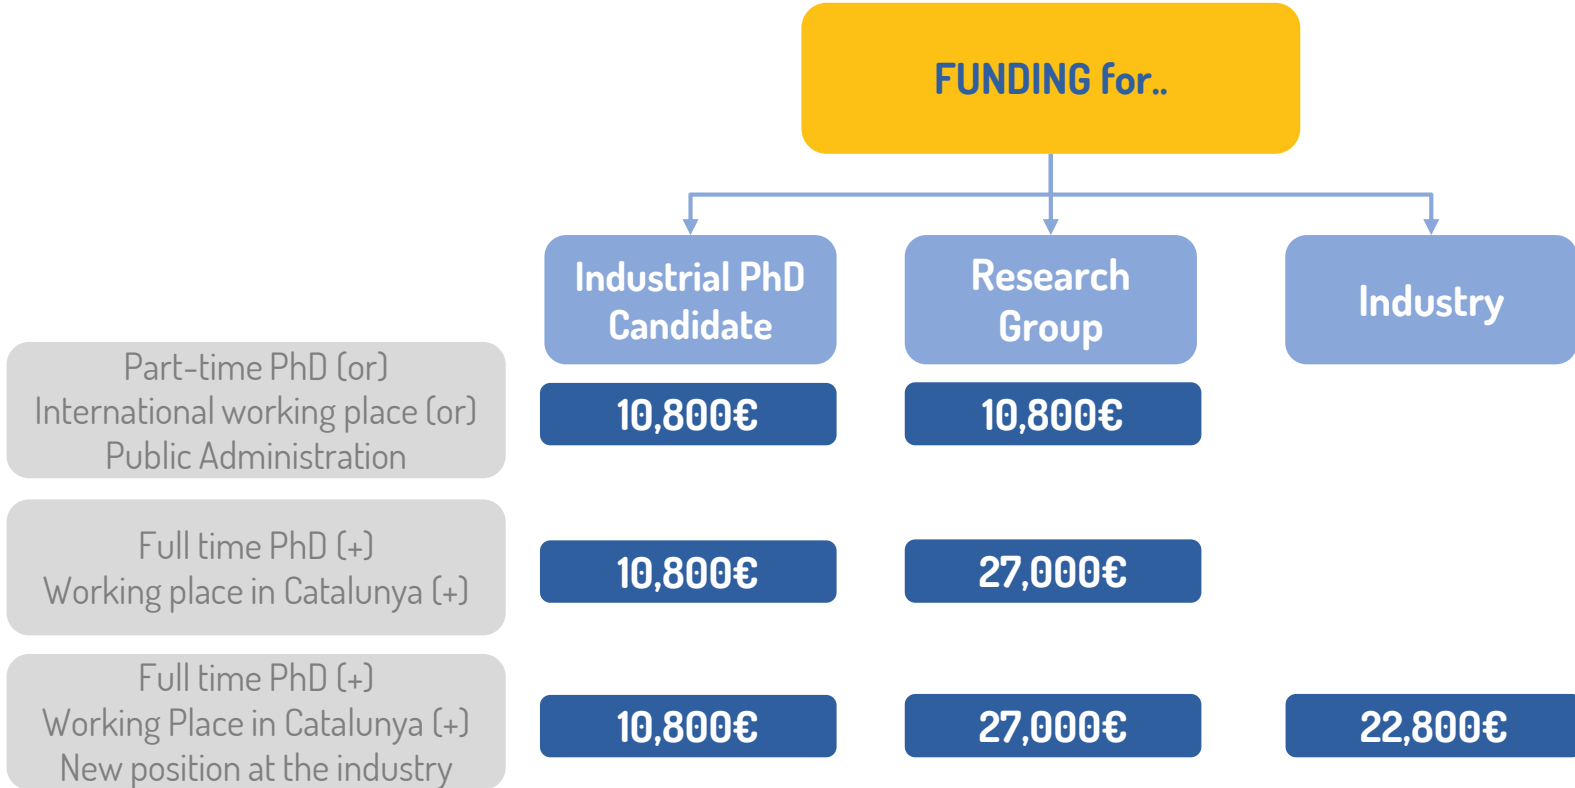 FUNDING for..
Industrial PhD
Candidate
Research
Group
Industry
Part-time PhD (or)
International working place (or)
Public Administration
10,800€
10,800€
Full time PhD (+)
Working place in Catalunya (+)
10,800€
27,000€
Full time PhD (+)
Working Place in Catalunya (+)
New position at the industry
10,800€
27,000€
22,800€